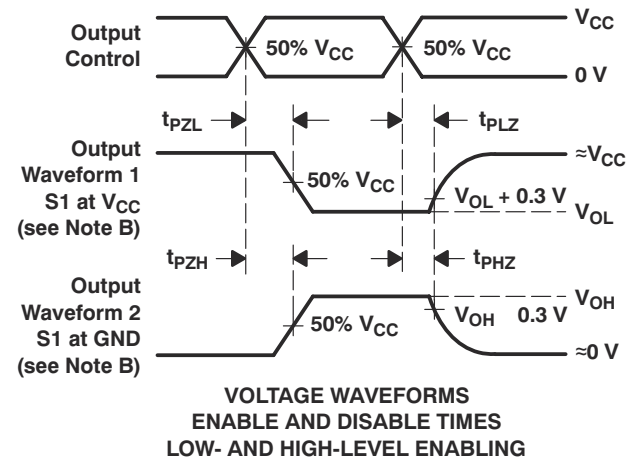 Output
Control
50% VCC
50% VCC
VCC
0 V
tPZL
tPLZ
Output
Waveform 1
S1 at VCC
(see Note B)
50% VCC
VOL + 0.3 V
≈VCC
VOL
tPZH
tPHZ
Output
Waveform 2
S1 at GND
(see Note B)
50% VCC
VOH 0.3 V
VOH
≈0 V
VOLTAGE WAVEFORMS
ENABLE AND DISABLE TIMES
LOW- AND HIGH-LEVEL ENABLING